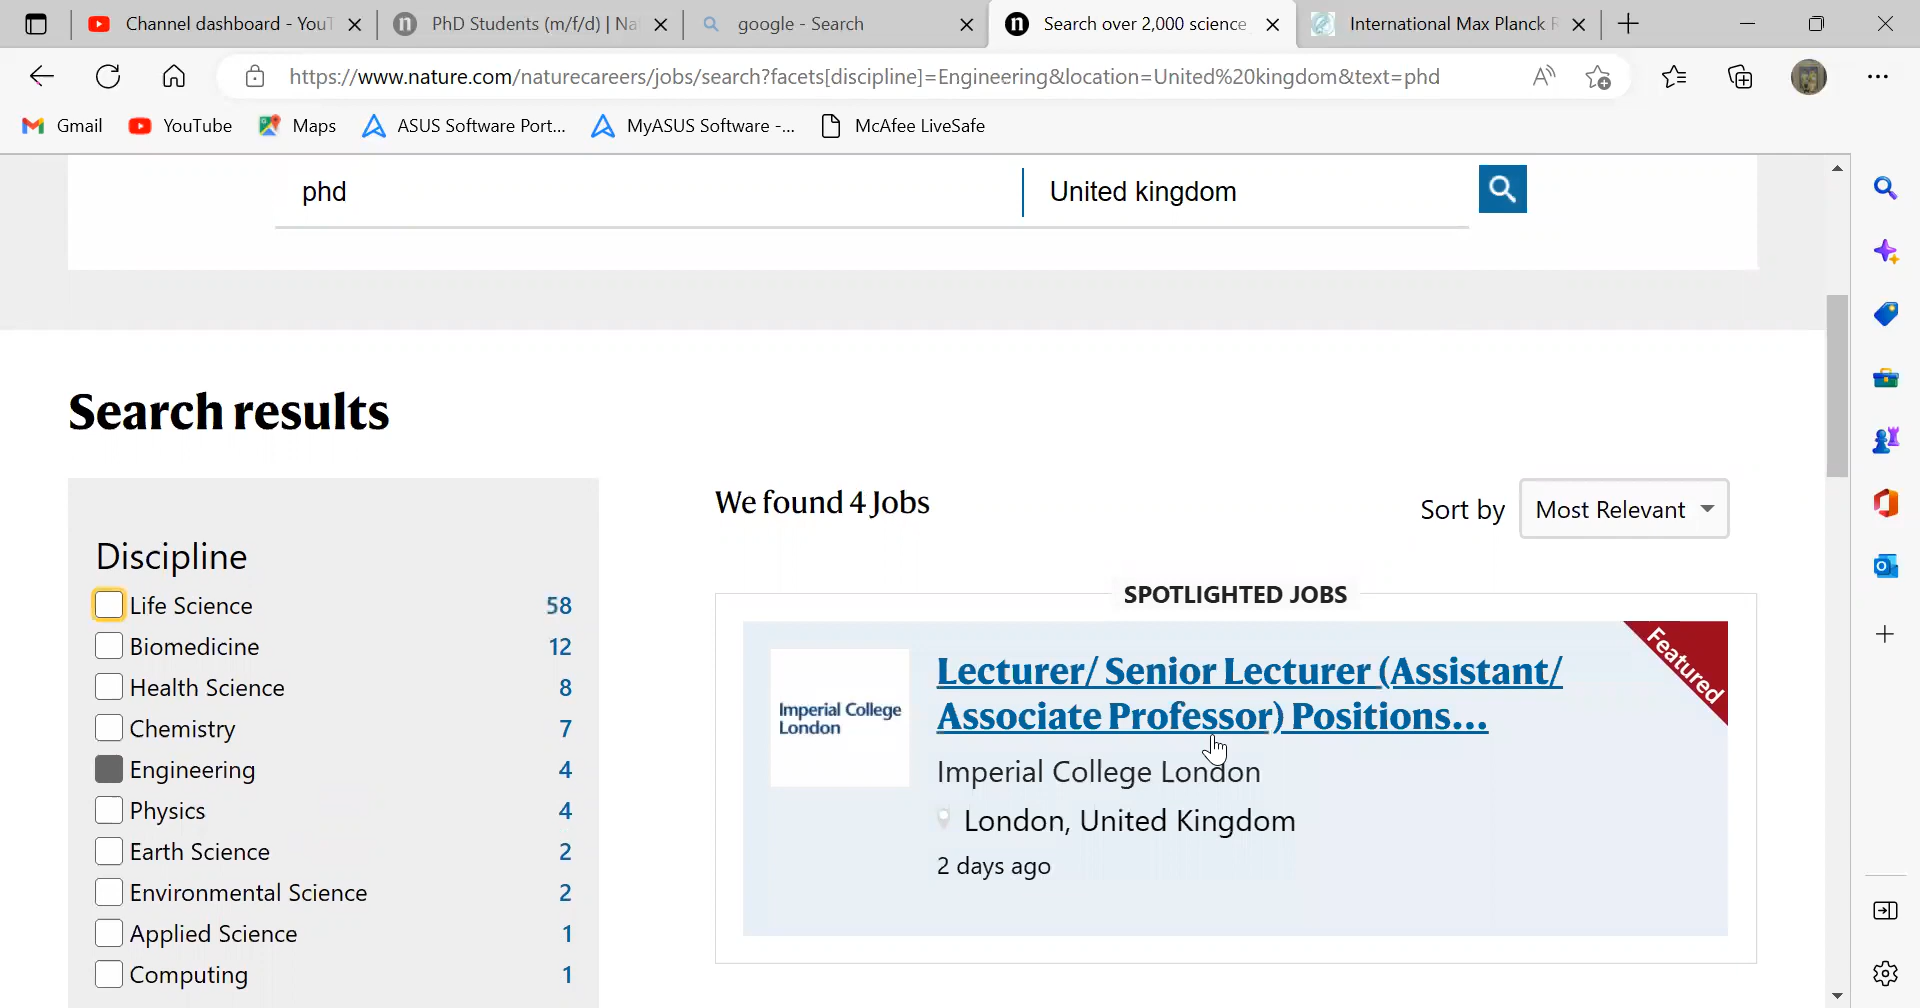 Channel dashboard - YouT
PhD Students (m/f/d) | Na
google - Search
Search over 2,000 science
International Max Planck R
https://www.nature.com/naturecareers/jobs/search?facets[discipline]=Engineering&location=United%20kingdom&text=phd
Gmail
YouTube
Maps
ASUS Software Port...
MyASUS Software -...
McAfee LiveSafe
phd
United kingdom
Search results
We found 4 Jobs
Sort by
Most Relevant
Discipline
Life Science 58
Biomedicine 12
Health Science 8
Chemistry 7
Engineering 4
Physics 4
Earth Science 2
Environmental Science 2
Applied Science 1
Computing 1
SPOTLIGHTED JOBS
Featured
Imperial College
London
Lecturer/ Senior Lecturer (Assistant/
Associate Professor) Positions...
Imperial College London
London, United Kingdom
2 days ago